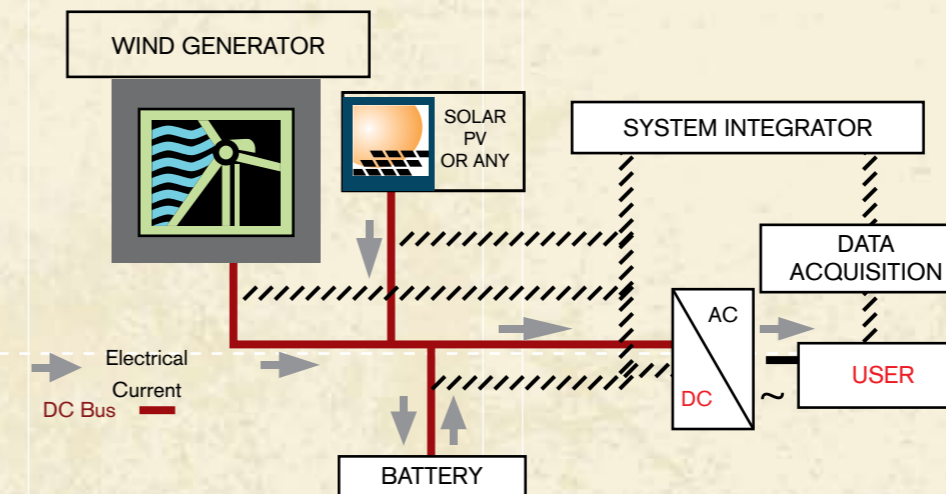 WIND GENERATOR
SOLAR
PV
OR ANY
SYSTEM INTEGRATOR
DATA
ACQUISITION
AC
DC
~
USER
Electrical
Current
DC Bus
BATTERY